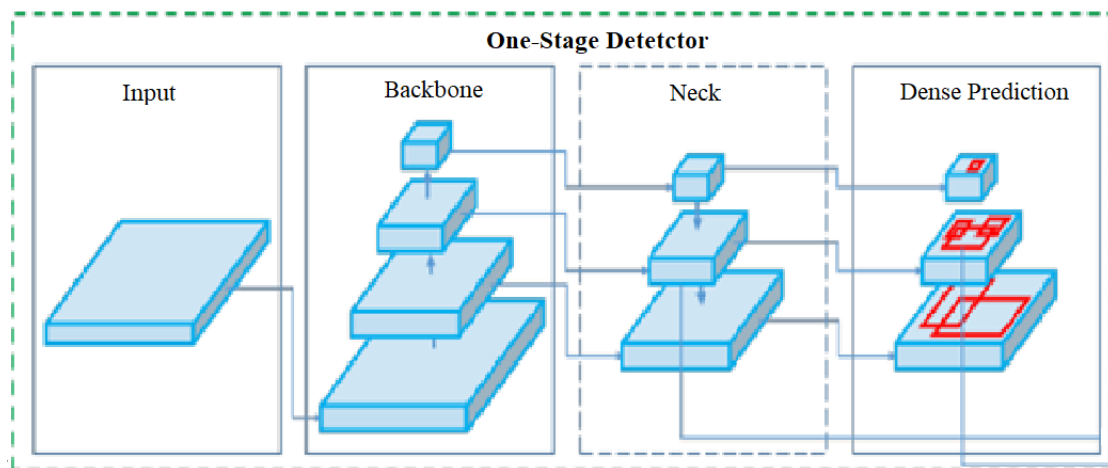 One-Stage Detetctor
Input
Backbone
Neck
Dense Prediction